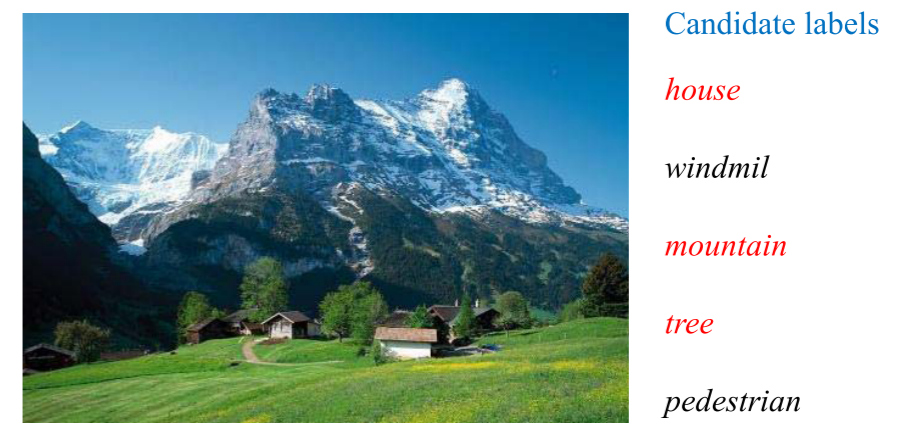 Candidate labels
house
windmil
mountain
tree
pedestrian